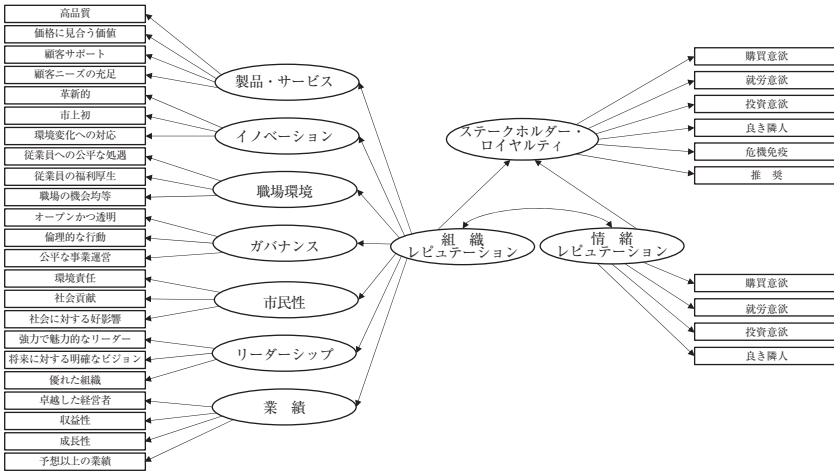 高品質
価格に見合う価値
顧客サポート
顧客ニーズの充足
革新的
市上初
環境変化への対応
従業員への公平な処遇
従業員の福利厚生
職場の機会均等
オープンかつ透明
倫理的な行動
公平な事業運営
環境責任
社会貢献
社会に対する好影響
強力で魅力的なリーダー
将来に対する明確なビジョン
優れた組織
卓越した経営者
収益性
成長性
予想以上の業績
製品・サービス
イノベーション
職場環境
ガバナンス
市民性
リーダーシップ
業 績
ステークホルダー・
ロイヤルティ
組 織
レピュテーション
情 緒
レピュテーション
購買意欲
就労意欲
投資意欲
良き隣人
危機免疫
推 奨
購買意欲
就労意欲
投資意欲
良き隣人